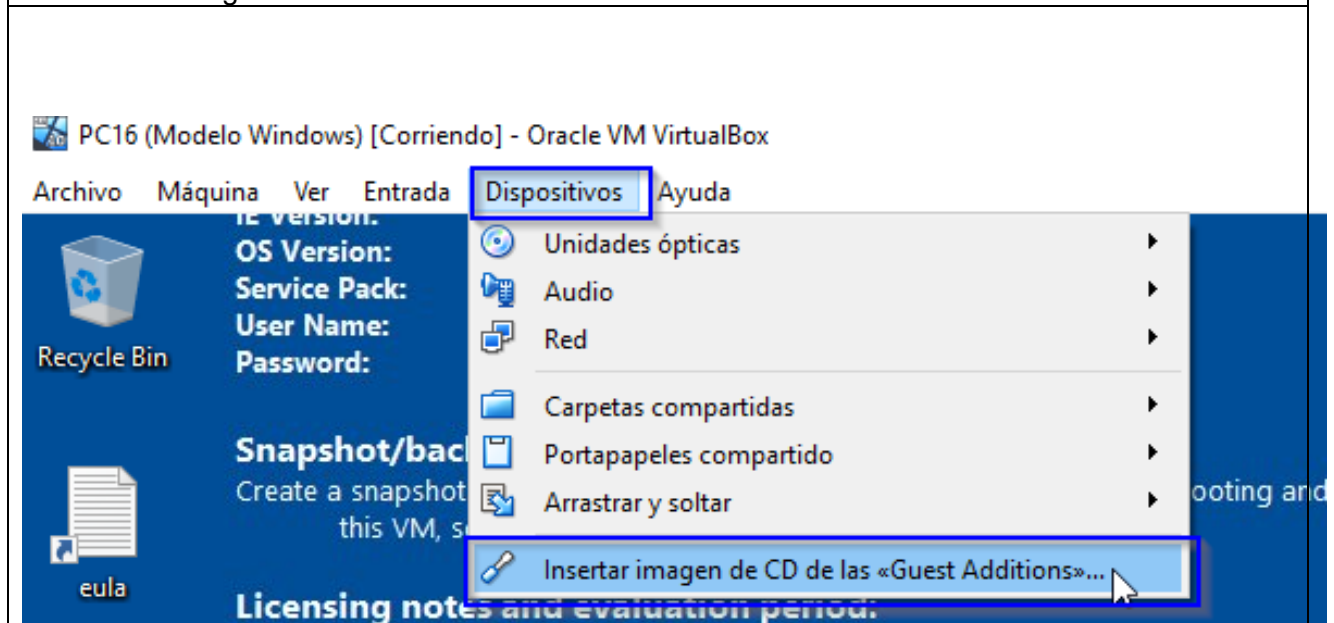 PC16 (Modelo Windows) [Corriendo] - Oracle VM VirtualBox
Archivo Máquina Ver Entrada Dispositivos Ayuda
IE Version:
OS Version:
Service Pack:
User Name:
Password:
Recycle Bin
Unidades ópticas
Audio
Red
Carpetas compartidas
Portapapeles compartido
Arrastrar y soltar
Insertar imagen de CD de las «Guest Additions»...
Create a snapshot ooting and
this VM,
eula
Licensing notes and evaluation period: